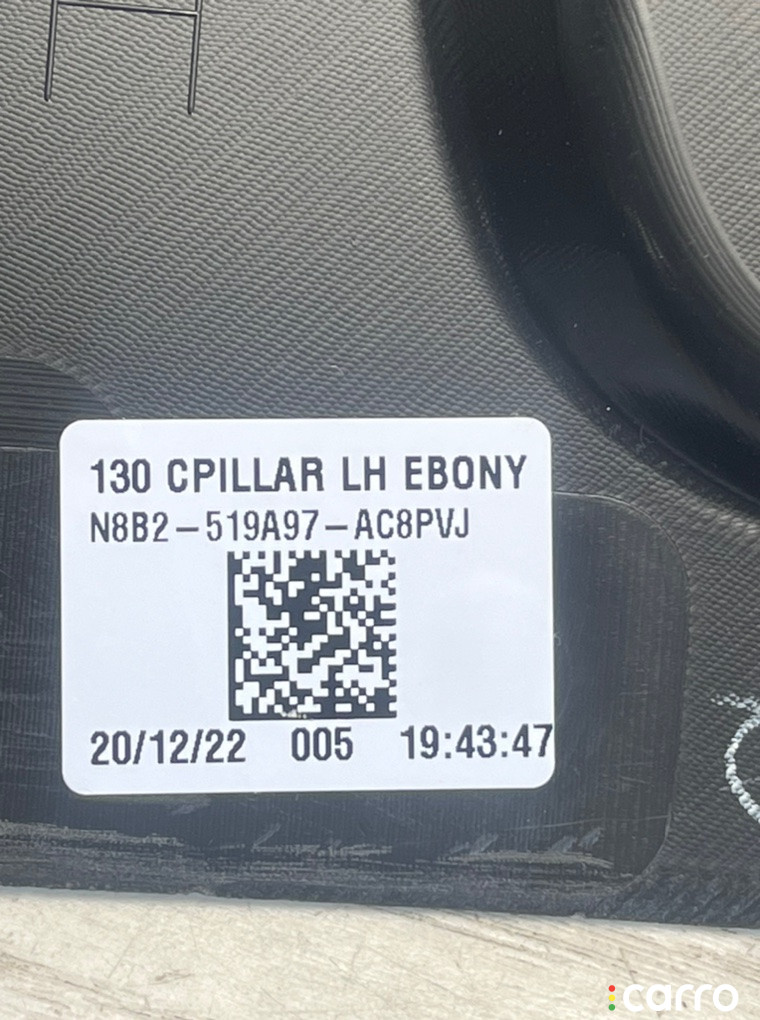 130 CPILLAR LH EBONY
N8B2-519A97-AC8PVJ
20/12/22 005 19:43:47
carro